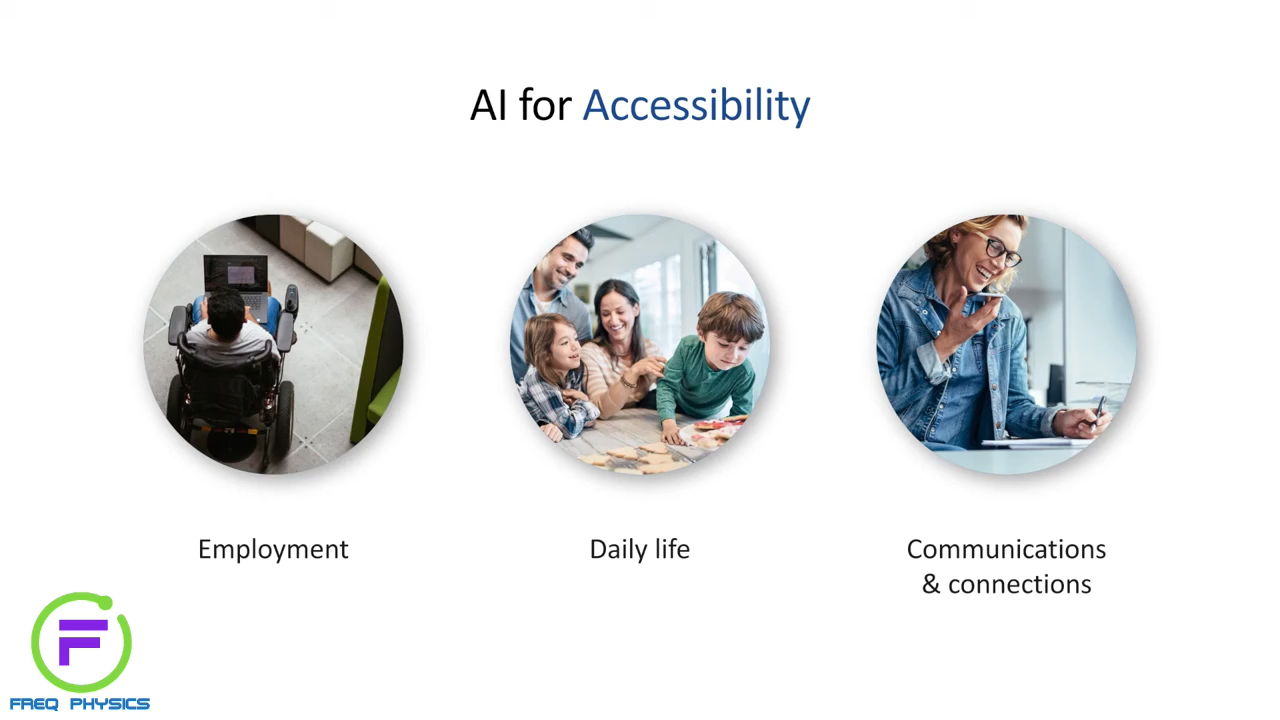 AI for Accessibility
Employment
Daily life
Communications
& connections
F
FREQ PHYSICS